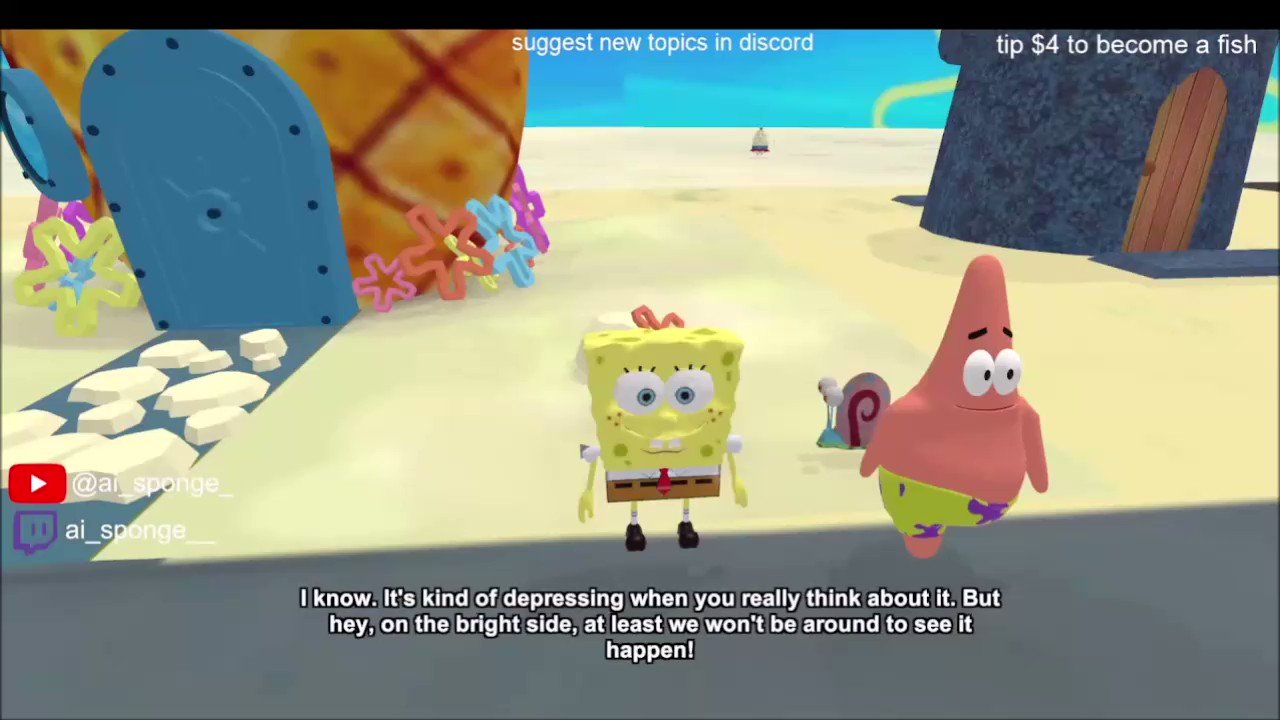 suggest new topics in discord
tip $4 to become a fish
@ai_sponge_
ai_sponge__
I know. It's kind of depressing when you really think about it. But
hey, on the bright side, at least we won't be around to see it
happen!